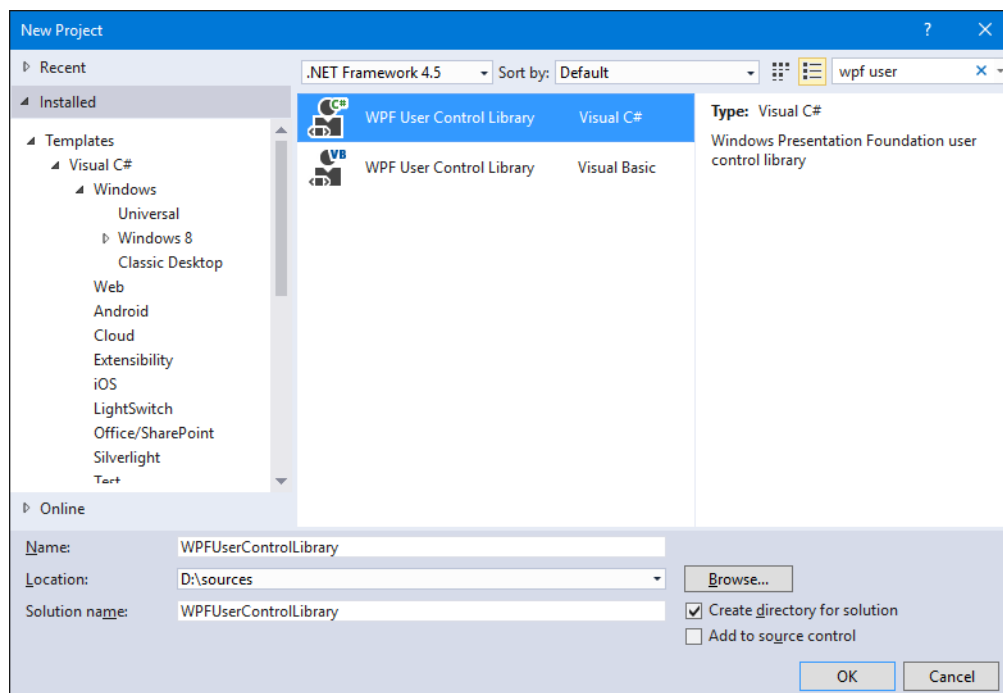 New Project
?
Recent
.NET Framework 4.5
Sort by: Default
wpf user
Installed
Templates
Visual C#
Windows
Universal
Windows 8
Classic Desktop
Web
Android
Cloud
Extensibility
iOS
LightSwitch
Office/SharePoint
Silverlight
Test
Online
C#
WPF User Control Library Visual C#
VB
WPF User Control Library Visual Basic
Type: Visual C#
Windows Presentation Foundation user
control library
Name: WPFUserControlLibrary
Location: D:\sources
Browse...
Solution name: WPFUserControlLibrary
Create directory for solution
Add to source control
OK Cancel